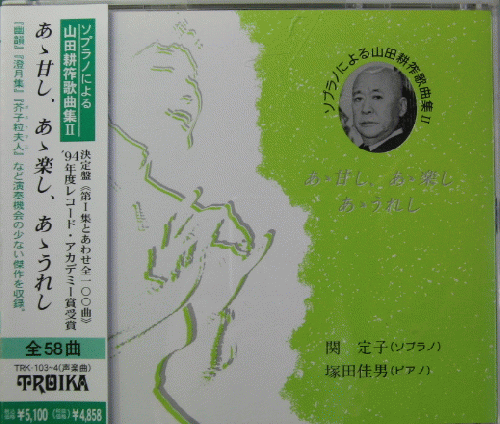 ソプラノによる
山田耕筰歌曲集Ⅱ
あゝ甘し、あゝ楽し、あゝうれし
決定盤《第Ⅰ集とあわせ全一〇〇曲》
'94年度レコード・アカデミー賞受賞
『幽韻』『澄月集』『芥子粒夫人』など演奏機会の少ない傑作を収録。
全58曲
TRK-103~4(声楽曲)
TROIKA
¥5,100
¥4,858
ソプラノによる山田耕筰歌曲集Ⅱ
あゝ甘し、あゝ楽し、
あゝうれし
関 定子(ソプラノ)
塚田佳男(ピアノ)